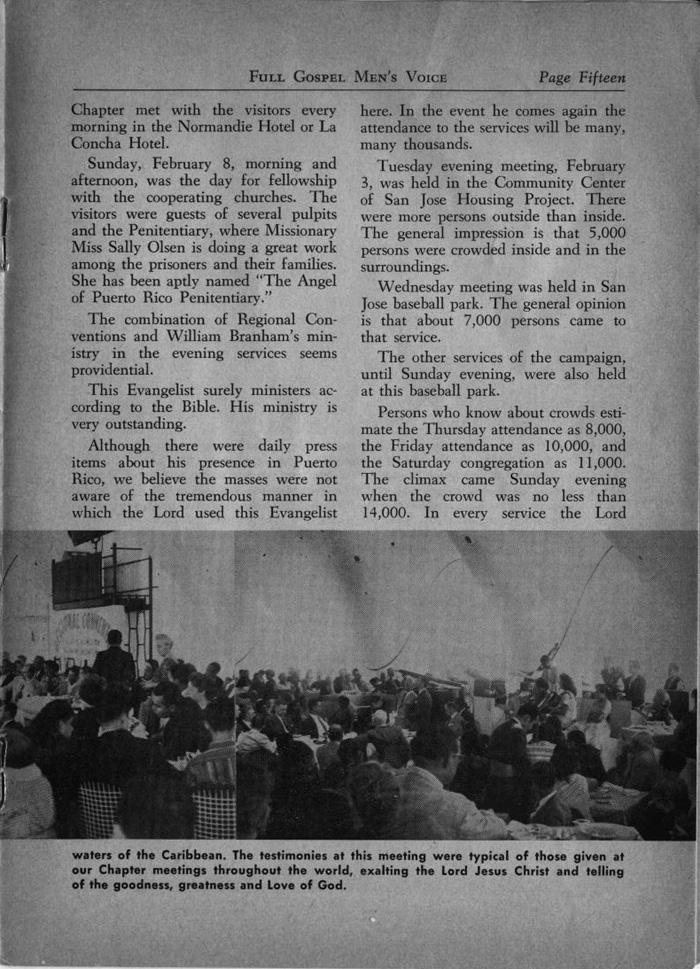 FULL GOSPEL MEN'S VOICE Page Fifteen
Chapter met with the visitors every
morning in the Normandie Hotel or La
Concha Hotel.
Sunday, February 8, morning and
afternoon, was the day for fellowship
with the cooperating churches. The
visitors were guests of several pulpits
and the Penitentiary, where Missionary
Miss Sally Olsen is doing a great work
among the prisoners and their families.
She has been aptly named "The Angel
of Puerto Rico Penitentiary."
The combination of Regional Con-
ventions and William Branham's min-
istry in the evening services seems
providential.
This Evangelist surely ministers ac-
cording to the Bible. His ministry is
very outstanding.
Although there were daily press
items about his presence in Puerto
Rico, we believe the masses were not
aware of the tremendous manner in
which the Lord used this Evangelist
here. In the event he comes again the
attendance to the services will be many,
many thousands.
Tuesday evening meeting, February
3, was held in the Community Center
of San Jose Housing Project. There
were more persons outside than inside.
The general impression is that 5,000
persons were crowded inside and in the
surroundings.
Wednesday meeting was held in San
Jose baseball park. The general opinion
is that about 7,000 persons came to
that service.
The other services of the campaign,
until Sunday evening, were also held
at this baseball park.
Persons who know about crowds esti-
mate the Thursday attendance as 8,000,
the Friday attendance as 10,000, and
the Saturday congregation as 11,000.
The climax came Sunday evening
when the crowd was no less than
14,000. In every service the Lord
waters of the Caribbean. The testimonies at this meeting were typical of those given at
our Chapter meetings throughout the world, exalting the Lord Jesus Christ and telling
of the goodness, greatness and Love of God.